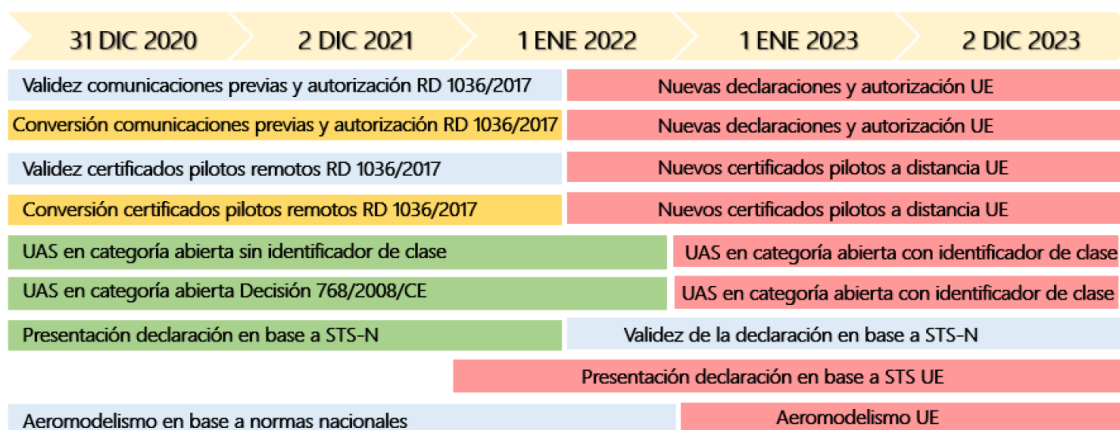 31 DIC 2020 2 DIC 2021 1 ENE 2022 1 ENE 2023 2 DIC 2023
Validez comunicaciones previas y autorización RD 1036/2017 Nuevas declaraciones y autorización UE
Conversión comunicaciones previas y autorización RD 1036/2017 Nuevas declaraciones y autorización UE
Validez certificados pilotos remotos RD 1036/2017 Nuevos certificados pilotos a distancia UE
Conversión certificados pilotos remotos RD 1036/2017 Nuevos certificados pilotos a distancia UE
UAS en categoría abierta sin identificador de clase UAS en categoría abierta con identificador de clase
UAS en categoría abierta Decisión 768/2008/CE UAS en categoría abierta con identificador de clase
Presentación declaración en base a STS-N Validez de la declaración en base a STS-N
Presentación declaración en base a STS UE
Aeromodelismo en base a normas nacionales Aeromodelismo UE